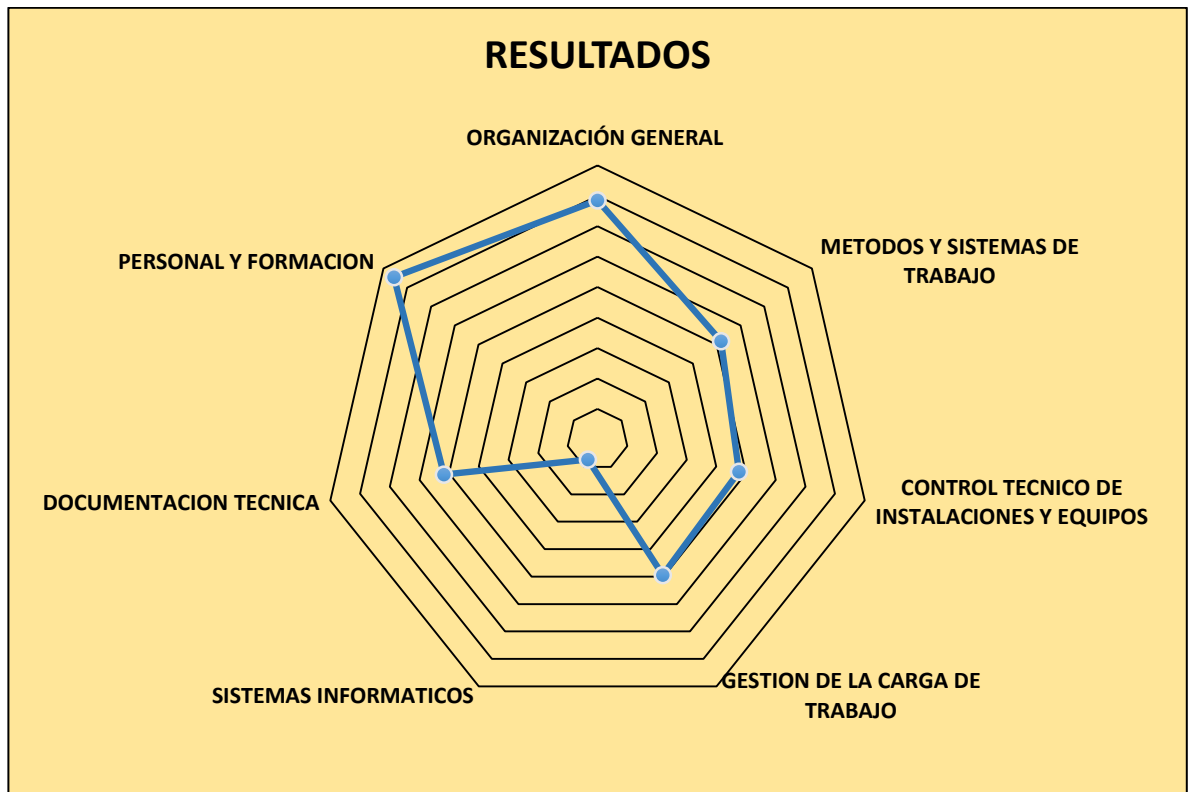 RESULTADOS
ORGANIZACIÓN GENERAL
METODOS Y SISTEMAS DE
TRABAJO
CONTROL TECNICO DE
INSTALACIONES Y EQUIPOS
GESTION DE LA CARGA DE
TRABAJO
SISTEMAS INFORMATICOS
DOCUMENTACION TECNICA
PERSONAL Y FORMACION